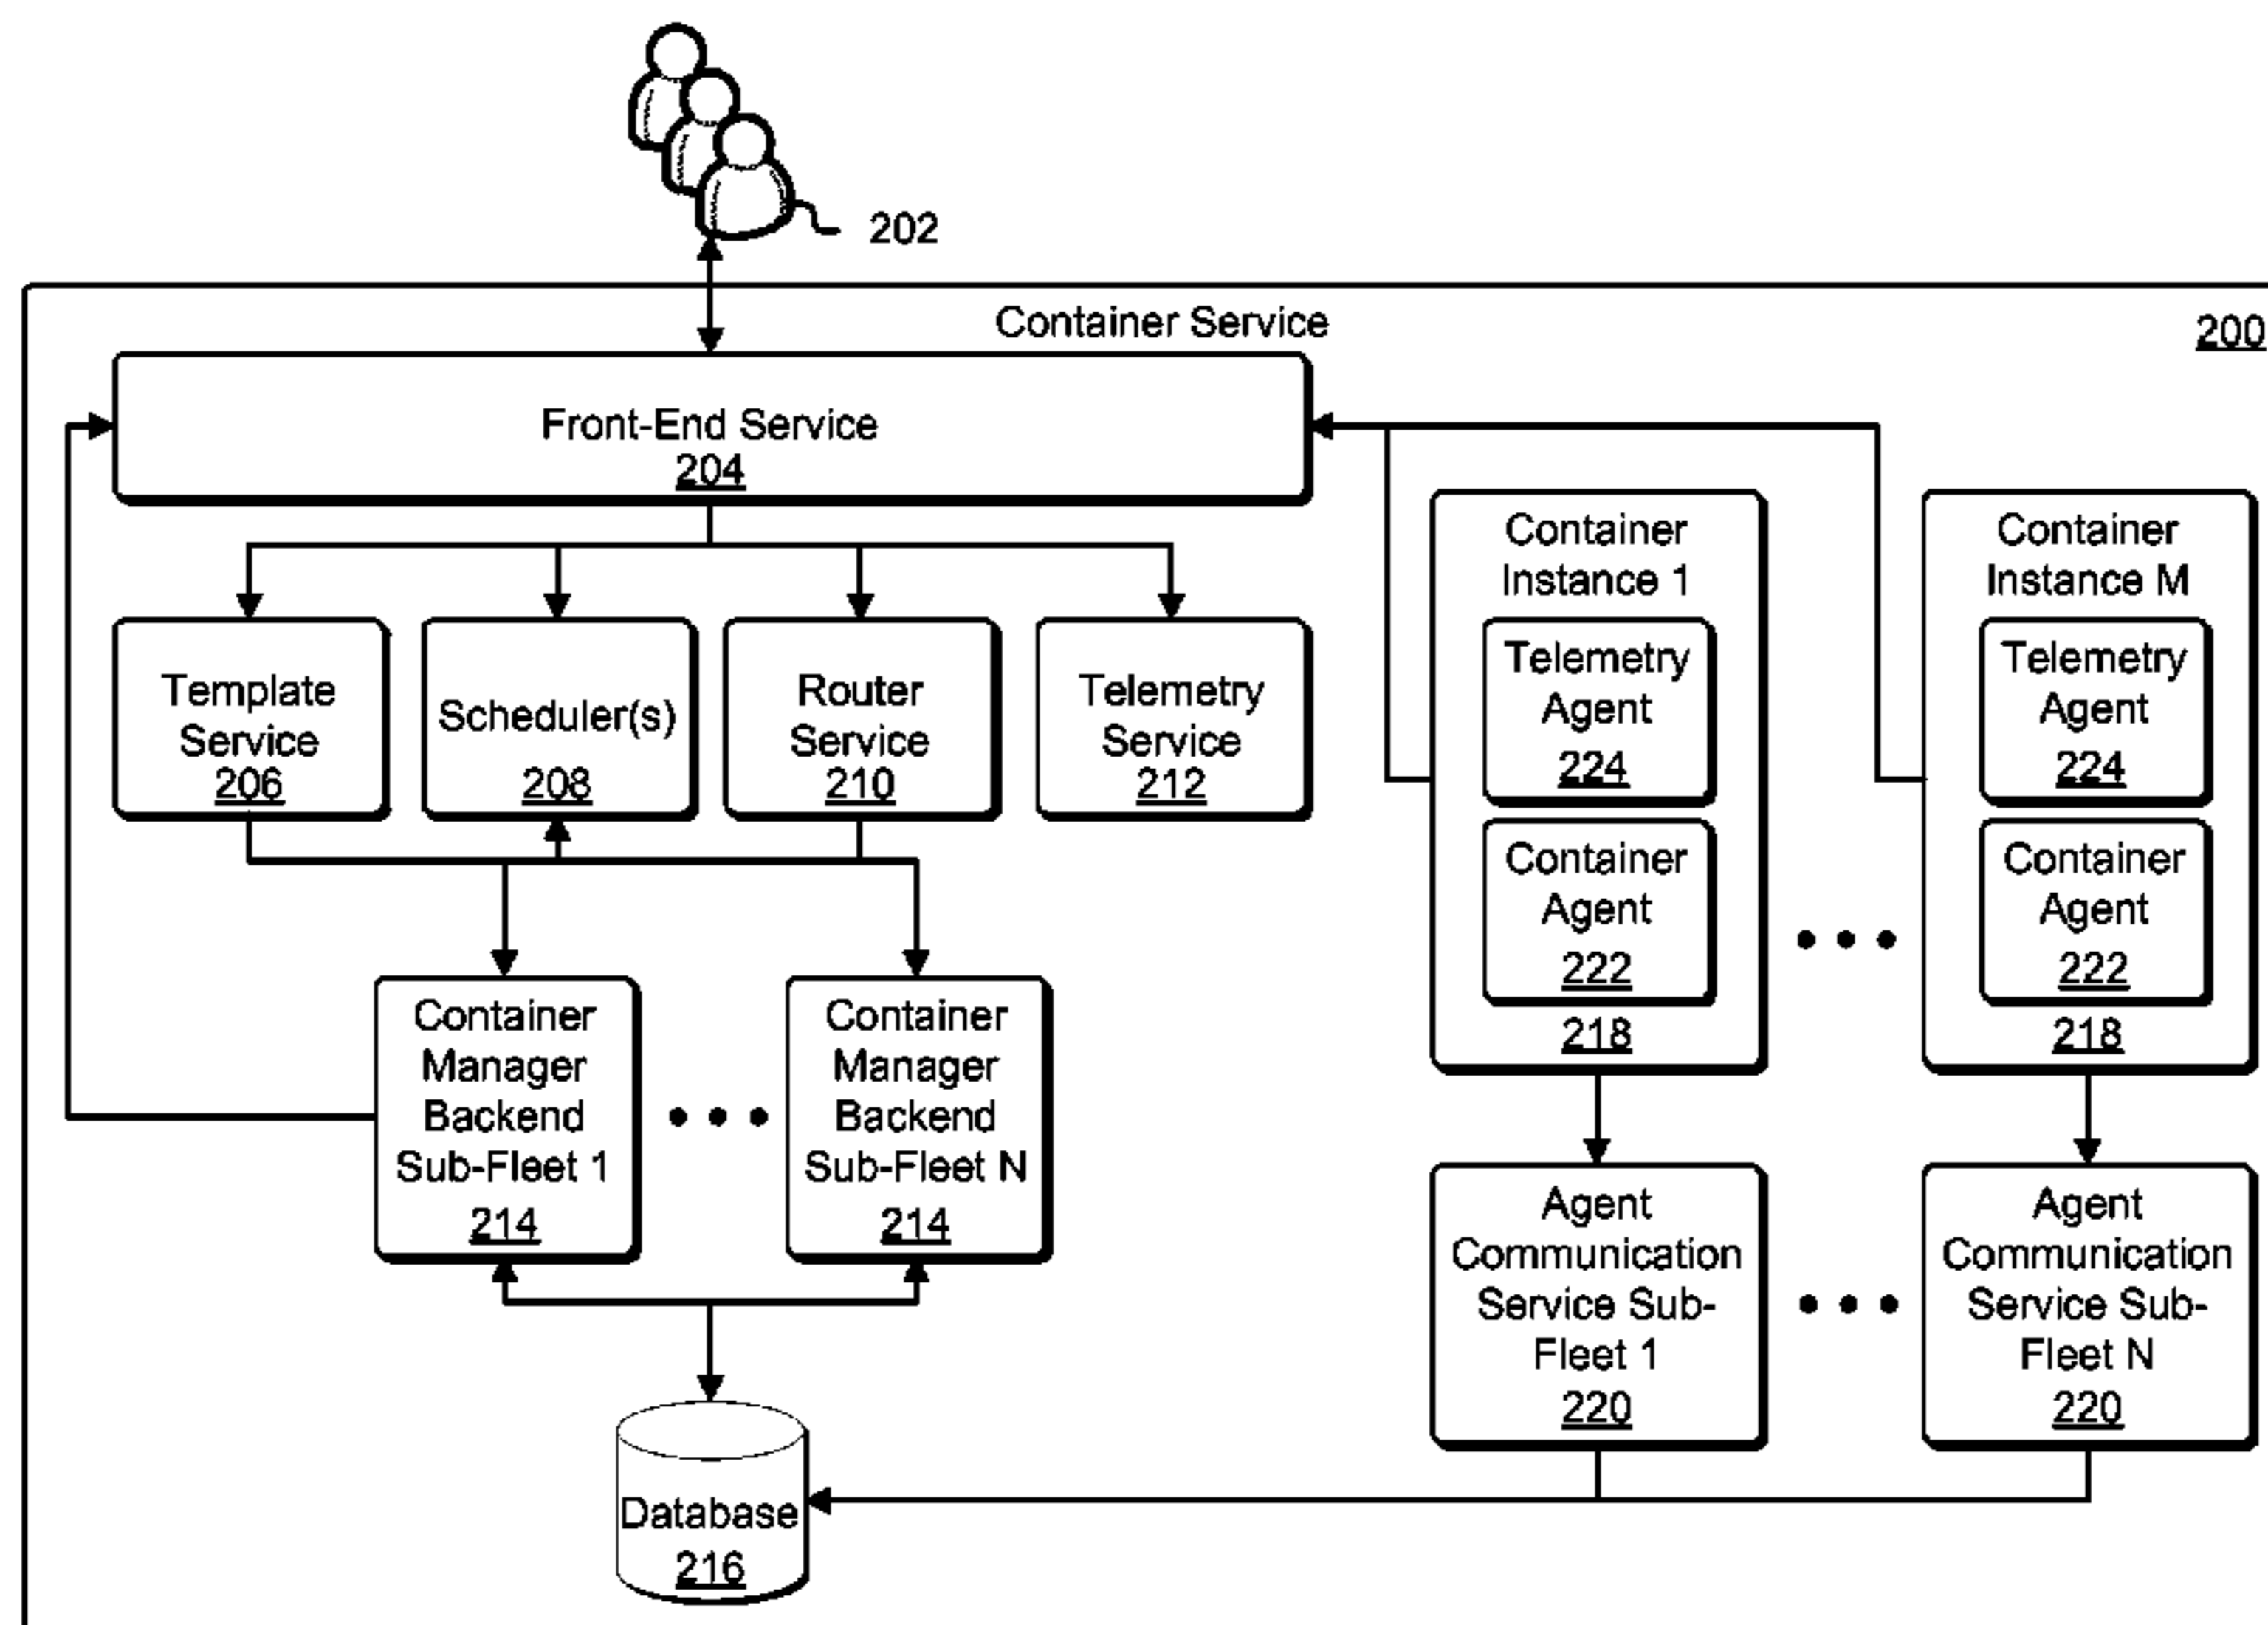 202
Container Service
200
Front-End Service
204
Template
Service
206
Scheduler(s)
208
Router
Service
210
Telemetry
Service
212
Container
Instance 1
Telemetry
Agent
224
Container
Agent
222
218
Container
Instance M
Telemetry
Agent
224
Container
Agent
222
218
Container
Manager
Backend
Sub-Fleet 1
214
Container
Manager
Backend
Sub-Fleet N
214
Agent
Communication
Service Sub-
Fleet 1
220
Agent
Communication
Service Sub-
Fleet N
220
Database
216